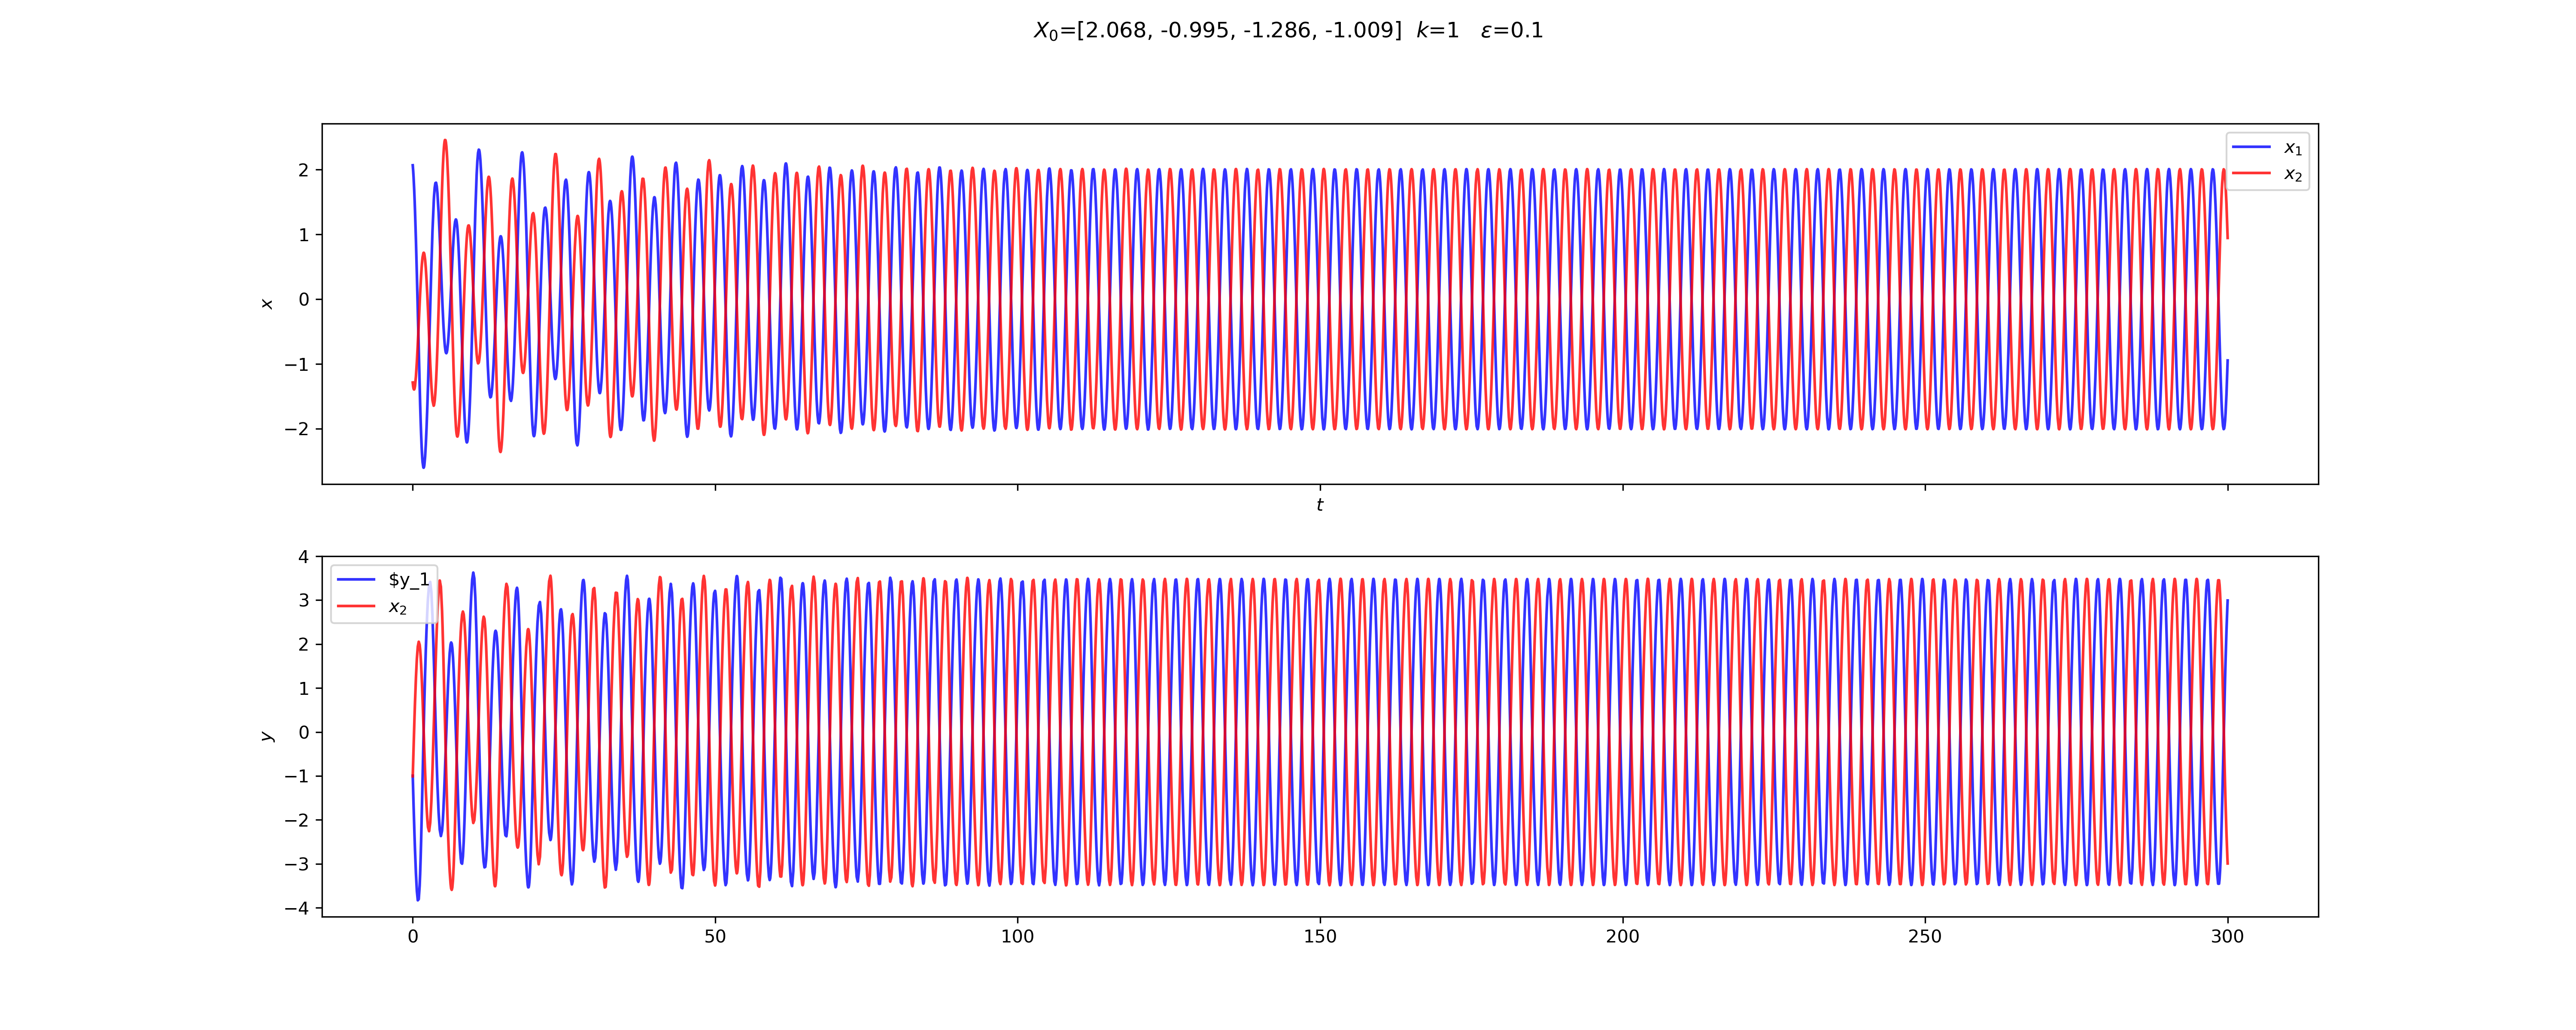 X₀=[2.068, -0.995, -1.286, -1.009] k=1 ε=0.1
2
1
0
−1
−2
x
x₁
x₂
t
4
3
2
1
0
−1
−2
−3
−4
y
$y_1
x₂
0 50 100 150 200 250 300